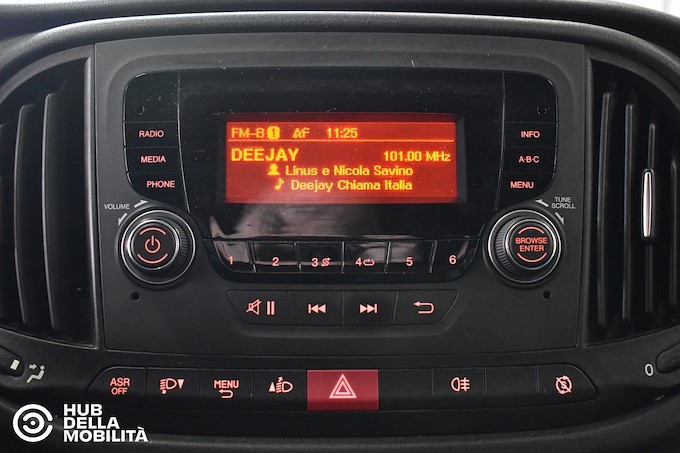 RADIO
MEDIA
PHONE
VOLUME
FM-B 1 AF 11:25
DEEJAY 101.00 MHz
Linus e Nicola Savino
Deejay Chiama Italia
INFO
A-B-C
MENU
TUNE
SCROLL
BROWSE
ENTER
1 2 3 4 5 6
ASR
OFF
MENU
0
HUB
DELLA
MOBILITÀ